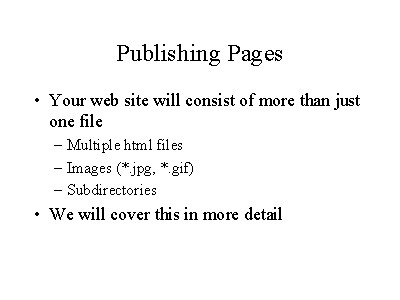 Publishing Pages
• Your web site will consist of more than just
one file
– Multiple html files
– Images (*.jpg, *.gif)
– Subdirectories
• We will cover this in more detail